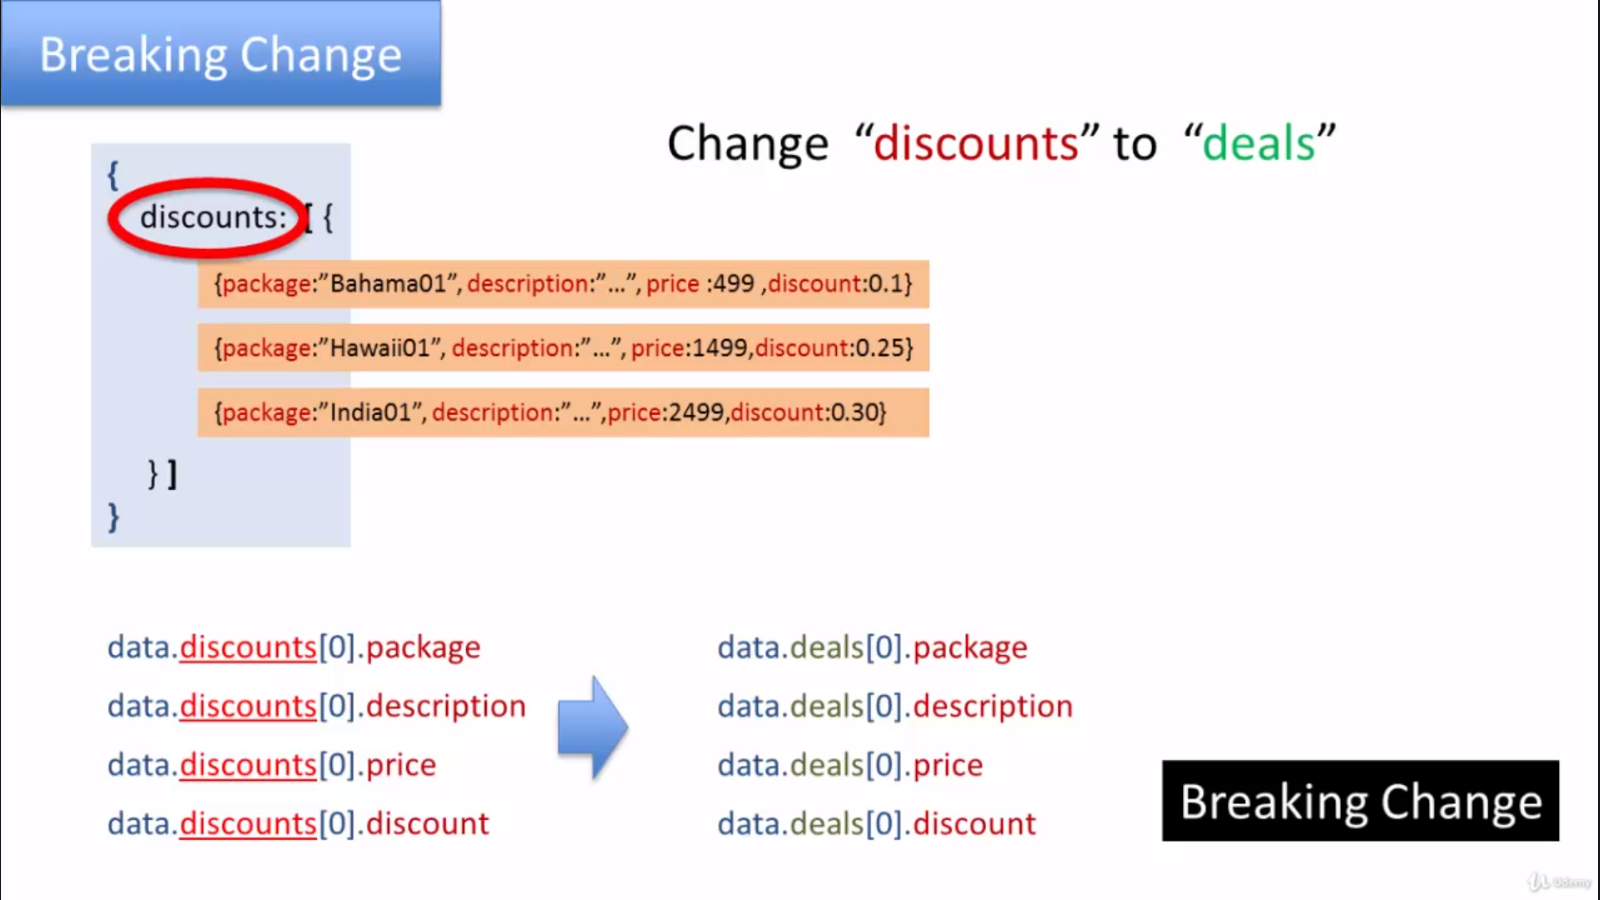 Breaking Change
Change “discounts” to “deals”
{
discounts: [ {
{package:”Bahama01”, description:”...”, price :499 ,discount:0.1}
{package:”Hawaii01”, description:”...”, price:1499,discount:0.25}
{package:”India01”, description:”...”,price:2499,discount:0.30}
} ]
}
data.discounts[0].package
data.discounts[0].description
data.discounts[0].price
data.discounts[0].discount
data.deals[0].package
data.deals[0].description
data.deals[0].price
data.deals[0].discount
Breaking Change
Udemy